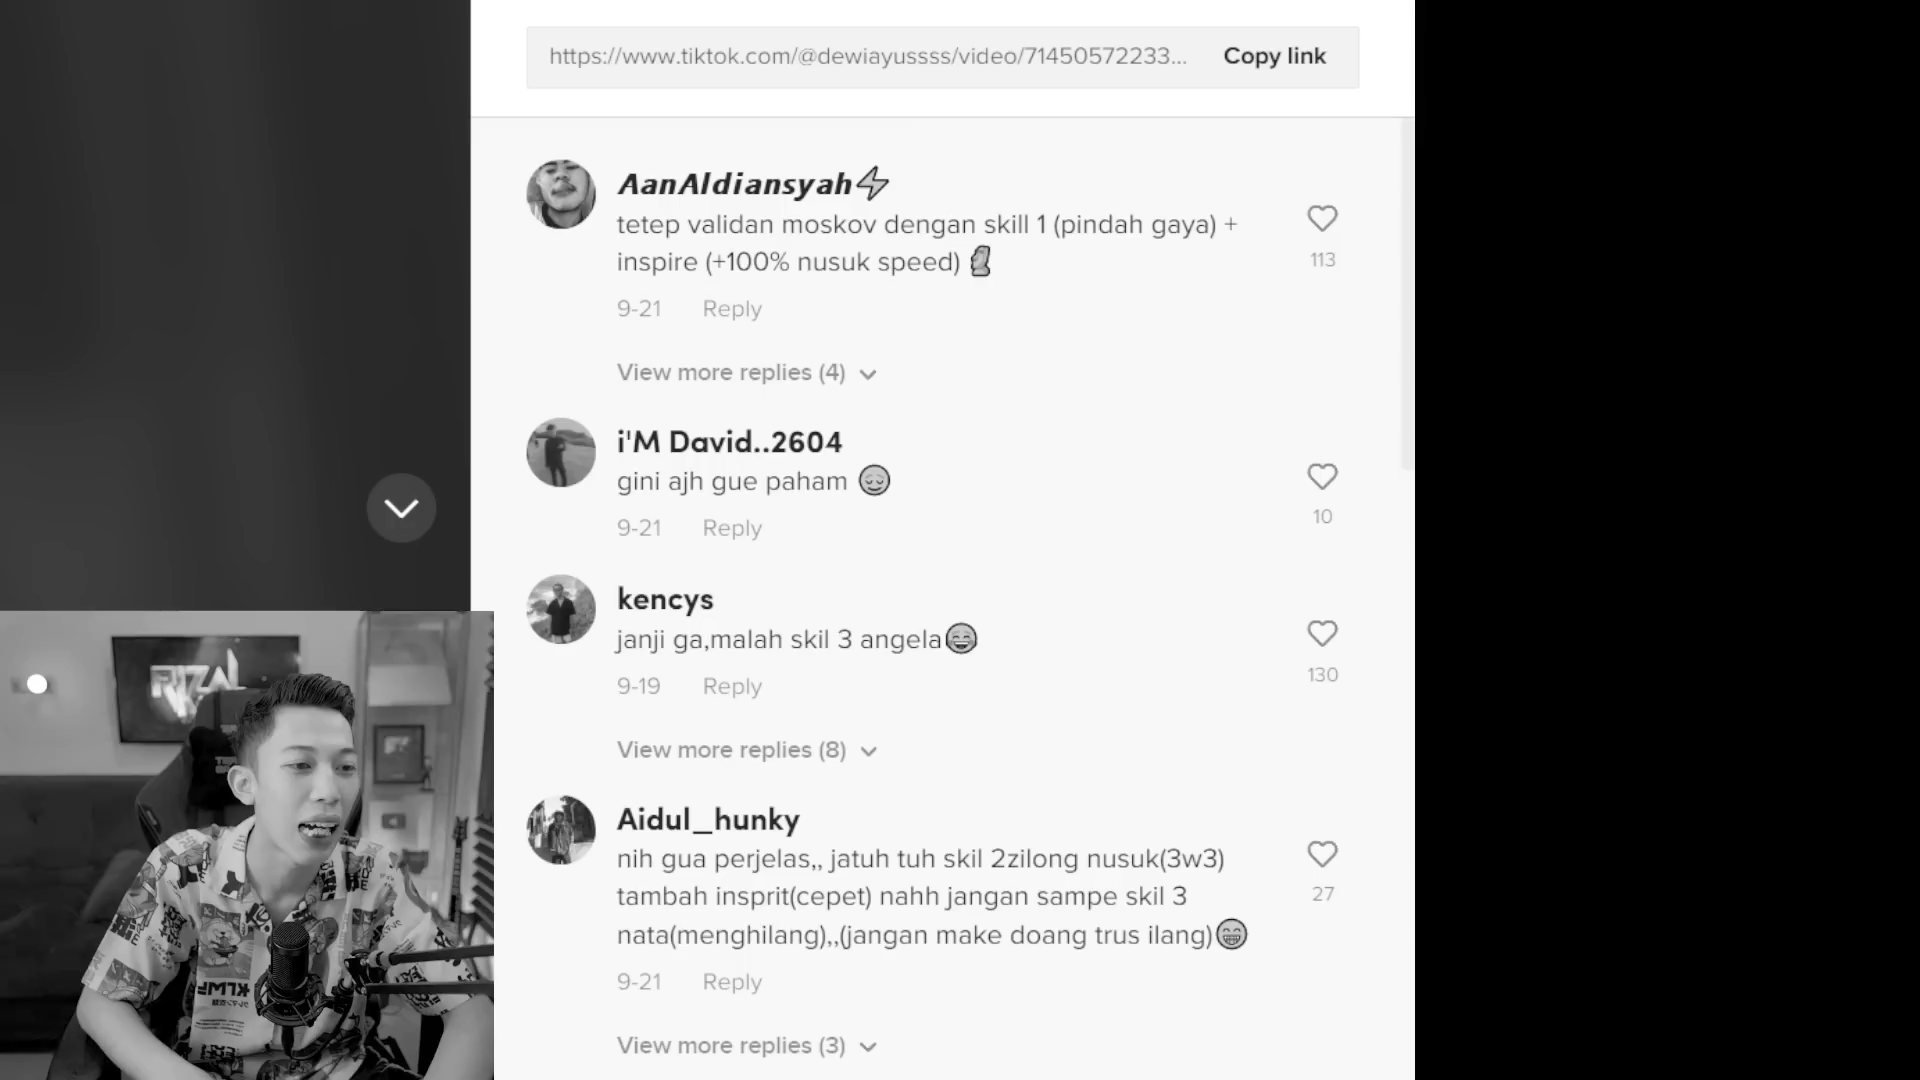 https://www.tiktok.com/@dewiayussss/video/71450572233... Copy link
AanAldiansyah⚡
tetep validan moskov dengan skill 1 (pindah gaya) +
inspire (+100% nusuk speed) 🗿
113
9-21 Reply
View more replies (4)
i'M David..2604
gini ajh gue paham 😌
10
9-21 Reply
kencys
janji ga,malah skil 3 angela😄
130
9-19 Reply
View more replies (8)
Aidul_hunky
nih gua perjelas,, jatuh tuh skil 2zilong nusuk(3w3)
tambah insprit(cepet) nahh jangan sampe skil 3
nata(menghilang),,(jangan make doang trus ilang)😁
27
9-21 Reply
View more replies (3)
RIZAL